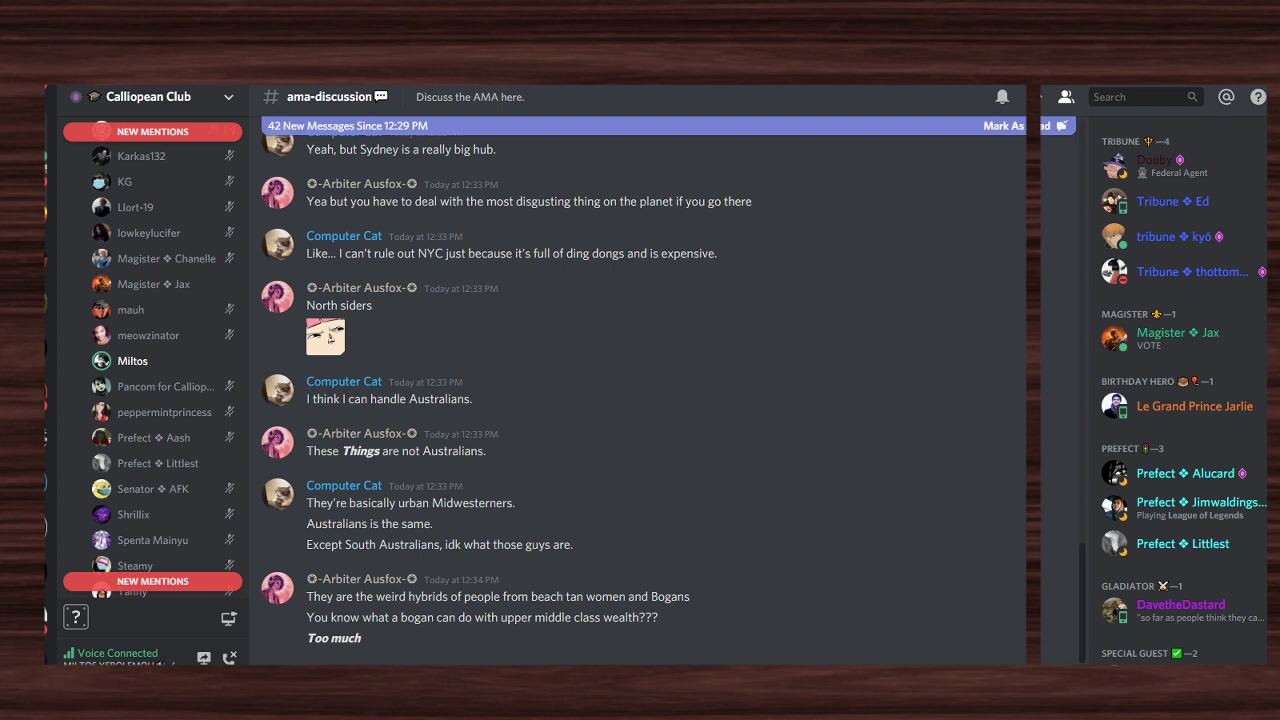 Calliopean Club
NEW MENTIONS
Karkas132
KG
Llort-19
lowkeylucifer
Magister ❖ Chanelle
Magister ❖ Jax
mauh
meowzinator
Miltos
Pancom for Calliop...
peppermintprincess
Prefect ❖ Aash
Prefect ❖ Littlest
Senator ❖ AFK
Shrillix
Spenta Mainyu
Steamy
NEW MENTIONS
Voice Connected
# ama-discussion💬
Discuss the AMA here.
42 New Messages Since 12:29 PM
Mark As
ad
Yeah, but Sydney is a really big hub.
✪-Arbiter Ausfox-✪ Today at 12:33 PM
Yea but you have to deal with the most disgusting thing on the planet if you go there
Computer Cat Today at 12:33 PM
Like... I can't rule out NYC just because it's full of ding dongs and is expensive.
✪-Arbiter Ausfox-✪ Today at 12:33 PM
North siders
Computer Cat Today at 12:33 PM
I think I can handle Australians.
✪-Arbiter Ausfox-✪ Today at 12:33 PM
These Things are not Australians.
Computer Cat Today at 12:33 PM
They're basically urban Midwesterners.
Australians is the same.
Except South Australians, idk what those guys are.
✪-Arbiter Ausfox-✪ Today at 12:34 PM
They are the weird hybrids of people from beach tan women and Bogans
You know what a bogan can do with upper middle class wealth???
Too much
Search
TRIBUNE 🔱—4
Dooby
Federal Agent
Tribune ❖ Ed
tribune ❖ kyō
Tribune ❖ thottom...
MAGISTER ⚜—1
Magister ❖ Jax
VOTE
BIRTHDAY HERO 🎂🎈—1
Le Grand Prince Jarlie
PREFECT —3
Prefect ❖ Alucard
Prefect ❖ Jimwaldings...
Playing League of Legends
Prefect ❖ Littlest
GLADIATOR ⚔—1
DavetheDastard
"so far as people think they ca...
SPECIAL GUEST ✅—2